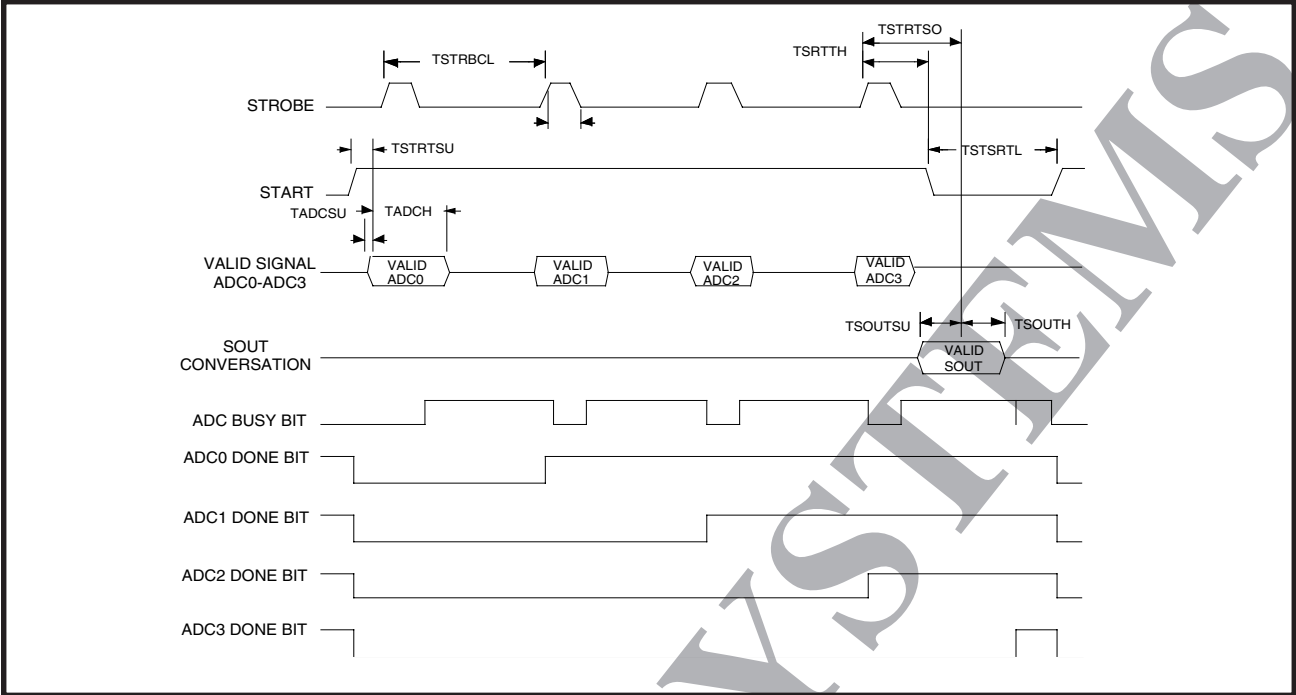 TSTRTSO
TSRTTH
TSTRBCL
STROBE
TSTRTSU
TSTSRTL
START
TADCSU
TADCH
VALID SIGNAL
ADC0-ADC3
VALID
ADC0
VALID
ADC1
VALID
ADC2
VALID
ADC3
TSOUTSU
TSOUTH
SOUT
CONVERSATION
VALID
SOUT
ADC BUSY BIT
ADC0 DONE BIT
ADC1 DONE BIT
ADC2 DONE BIT
ADC3 DONE BIT
YSTEMS